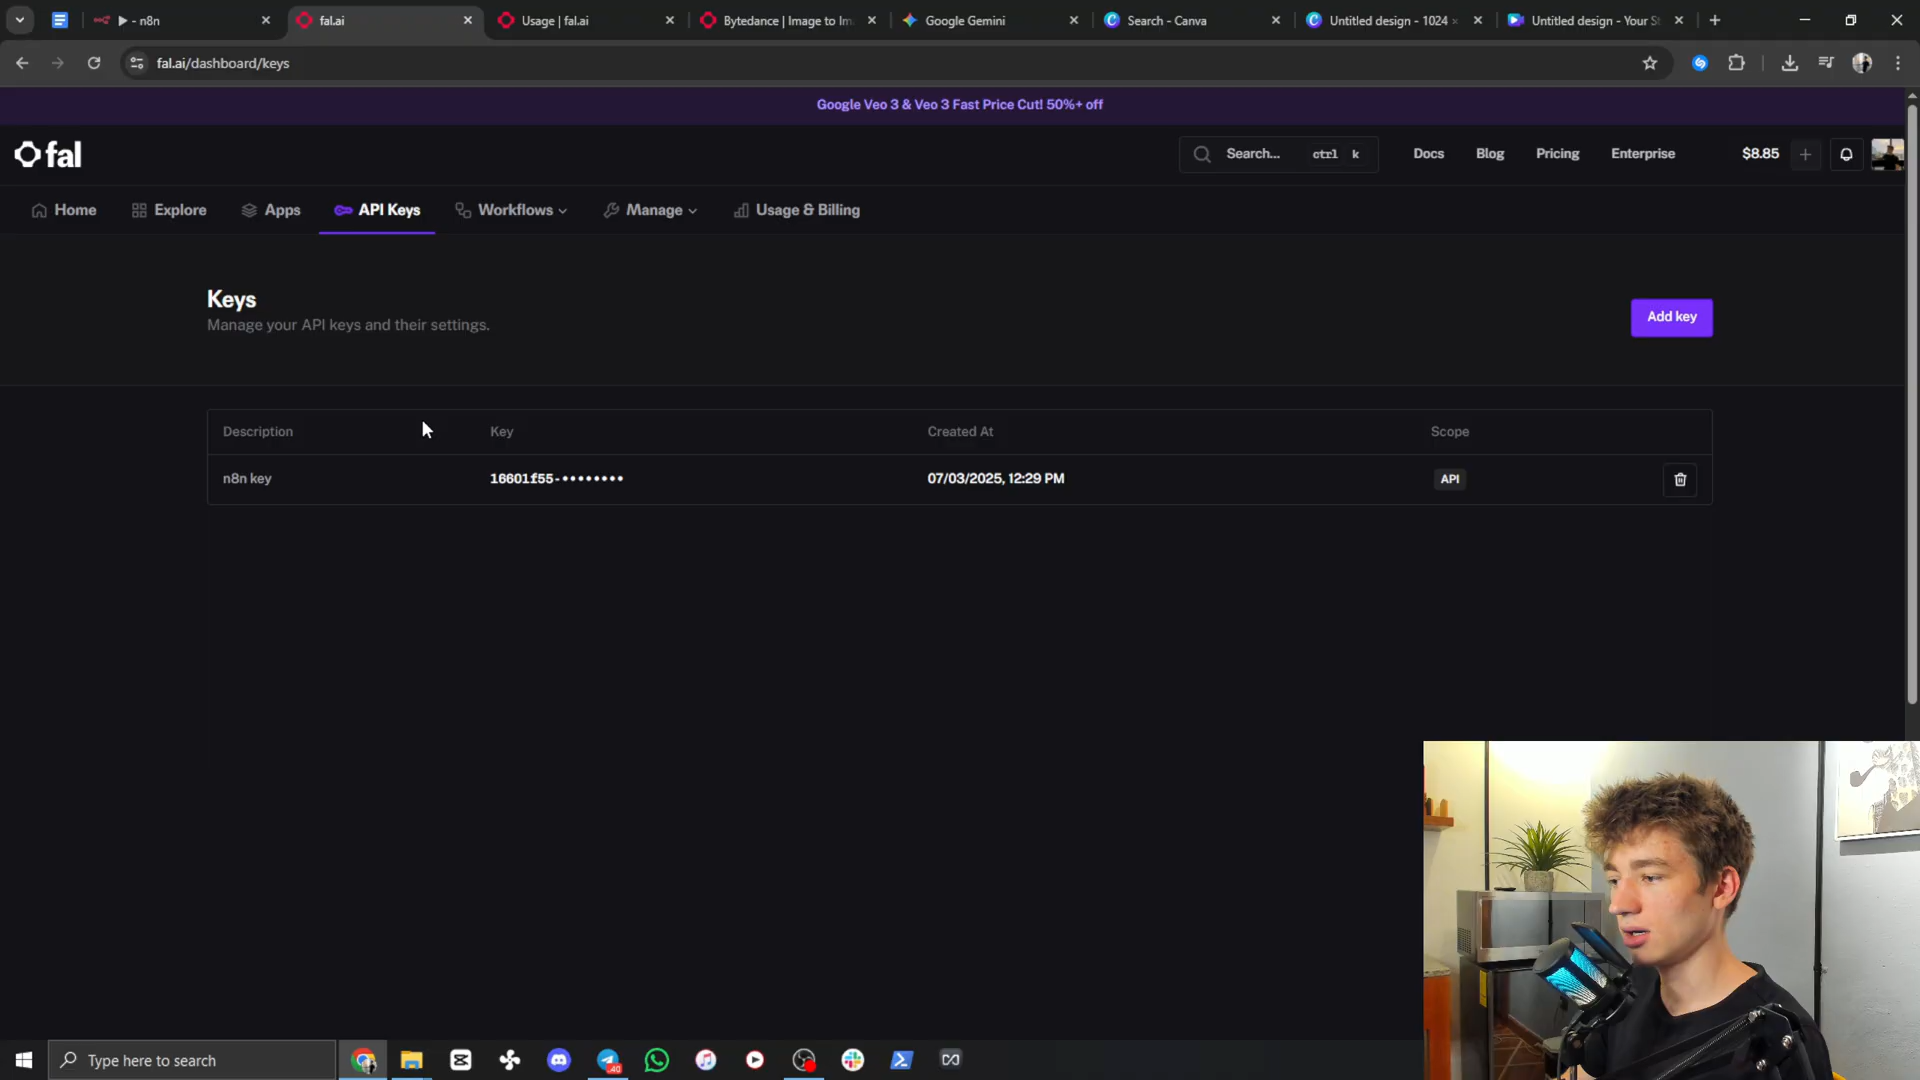 - n8n
fal.ai
Usage | fal.ai
Bytedance | Image to Im
Google Gemini
Search - Canva
Untitled design - 1024
Untitled design - Your S
fal.ai/dashboard/keys
Google Veo 3 & Veo 3 Fast Price Cut! 50%+ off
fal
Search...
ctrl k
Docs
Blog
Pricing
Enterprise
$8.85
Home
Explore
Apps
API Keys
Workflows
Manage
Usage & Billing
Keys
Manage your API keys and their settings.
Add key
Description
Key
Created At
Scope
n8n key
16601f55-••••••••
07/03/2025, 12:29 PM
API
Type here to search
40